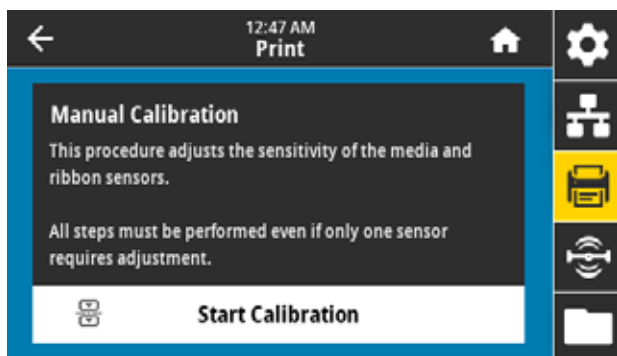 12:47 AM
Print
Manual Calibration
This procedure adjusts the sensitivity of the media and
ribbon sensors.
All steps must be performed even if only one sensor
requires adjustment.
Start Calibration